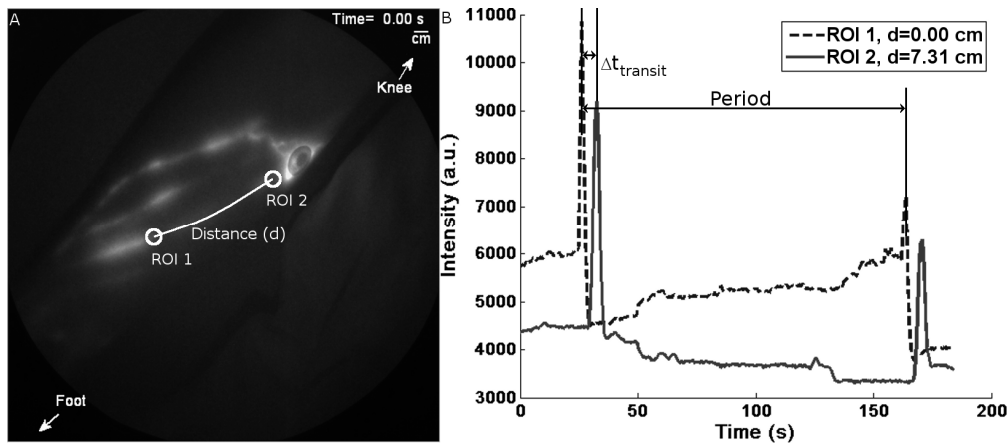 A
Time= 0.00 s
cm
Knee
ROI 2
Distance (d)
ROI 1
Foot
B
11000
10000
9000
8000
7000
6000
5000
4000
3000
Intensity (a.u.)
0
50
100
150
200
Time (s)
ROI 1, d=0.00 cm
ROI 2, d=7.31 cm
Δt transit
Period